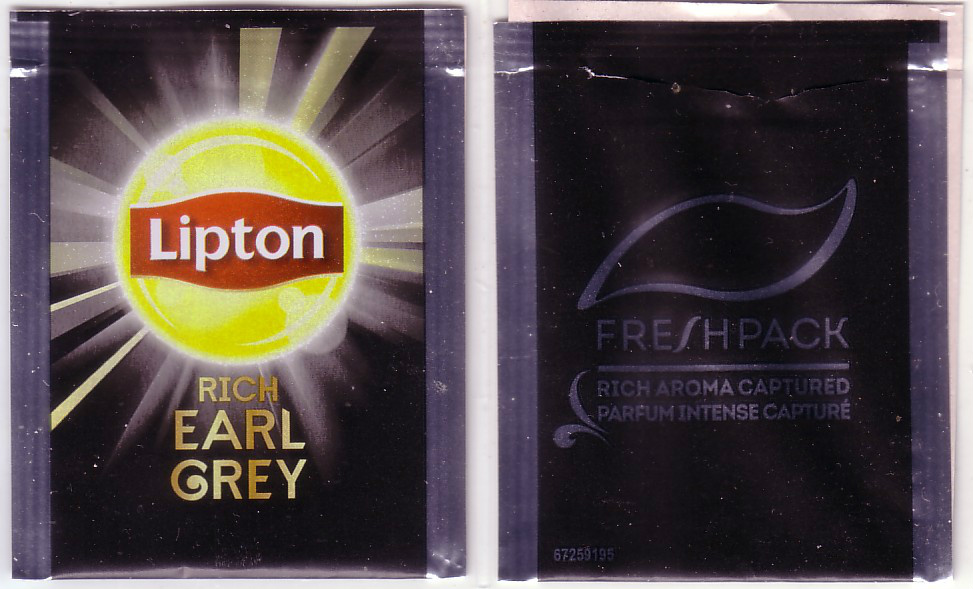 Lipton
RICH
EARL
GREY
FRESHPACK
RICH AROMA CAPTURED
PARFUM INTENSE CAPTURÉ
67259195